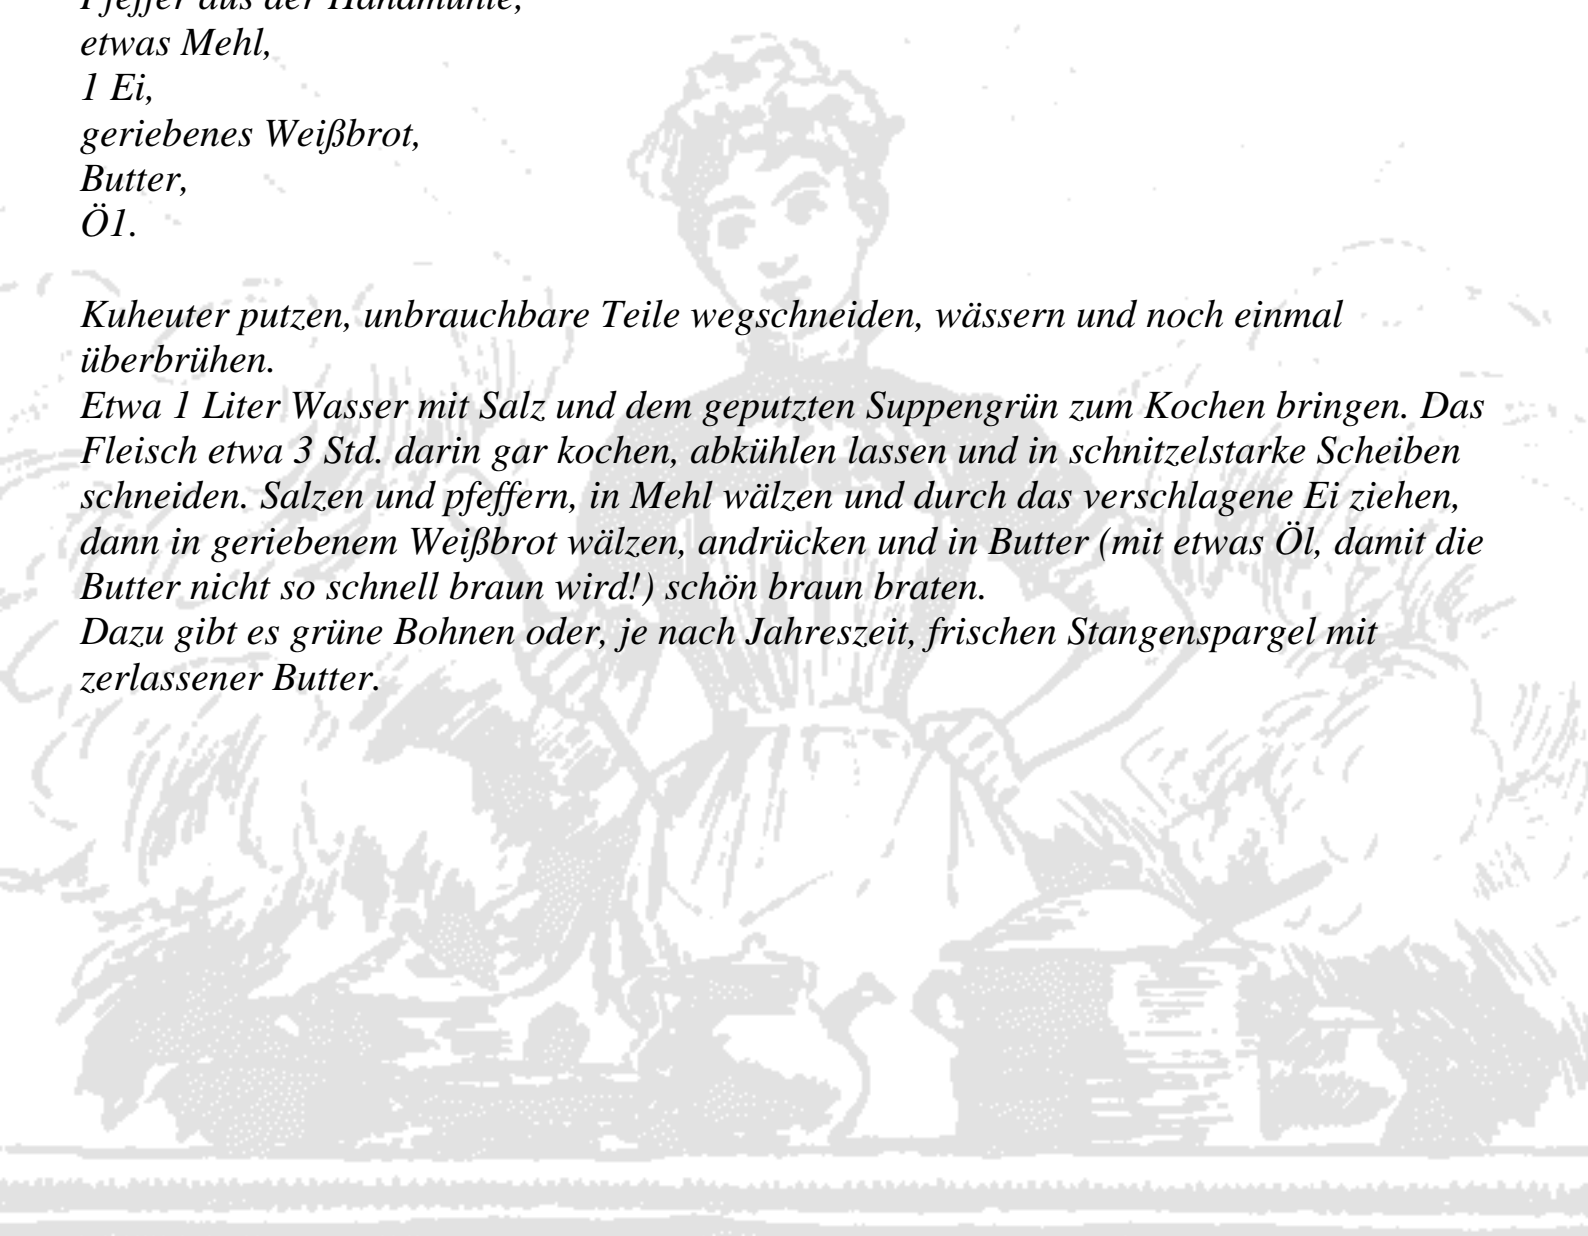 Pfeffer aus der Handmühle,
etwas Mehl,
1 Ei,
geriebenes Weißbrot,
Butter,
Ö1.
Kuheuter putzen, unbrauchbare Teile wegschneiden, wässern und noch einmal
überbrühen.
Etwa 1 Liter Wasser mit Salz und dem geputzten Suppengrün zum Kochen bringen. Das
Fleisch etwa 3 Std. darin gar kochen, abkühlen lassen und in schnitzelstarke Scheiben
schneiden. Salzen und pfeffern, in Mehl wälzen und durch das verschlagene Ei ziehen,
dann in geriebenem Weißbrot wälzen, andrücken und in Butter (mit etwas Öl, damit die
Butter nicht so schnell braun wird!) schön braun braten.
Dazu gibt es grüne Bohnen oder, je nach Jahreszeit, frischen Stangenspargel mit
zerlassener Butter.